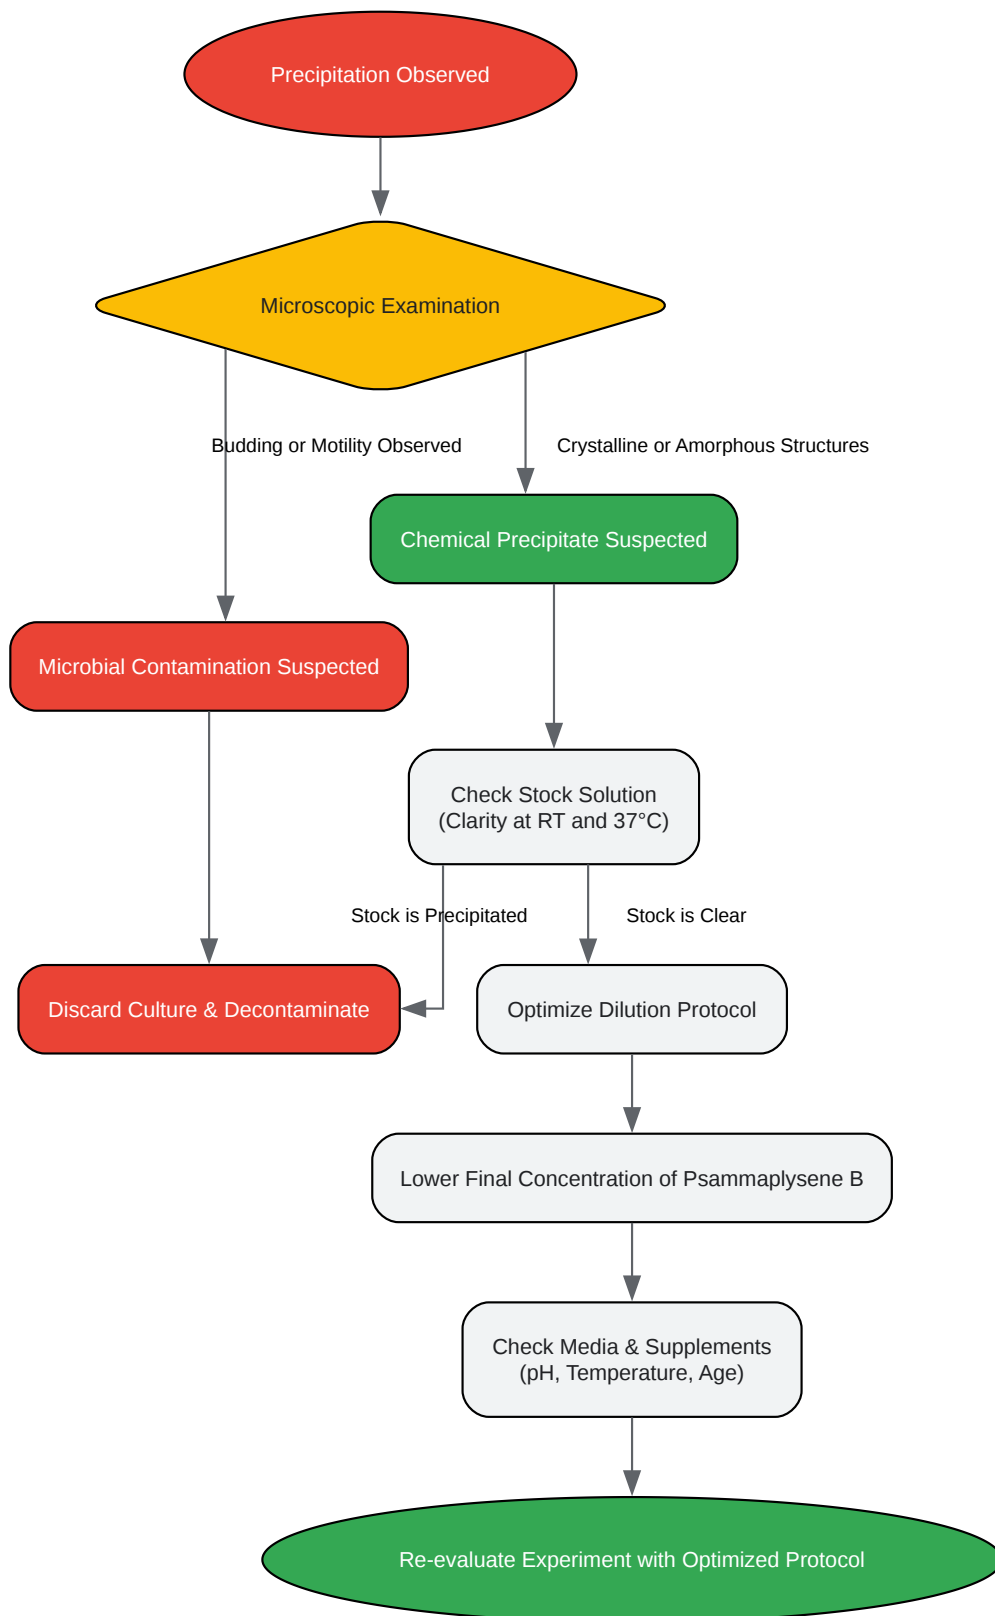 Precipitation Observed
Microscopic Examination
Budding or Motility Observed
Crystalline or Amorphous Structures
Chemical Precipitate Suspected
Microbial Contamination Suspected
Check Stock Solution
(Clarity at RT and 37°C)
Stock is Precipitated
Stock is Clear
Discard Culture & Decontaminate
Optimize Dilution Protocol
Lower Final Concentration of Psammaplysene B
Check Media & Supplements
(pH, Temperature, Age)
Re-evaluate Experiment with Optimized Protocol